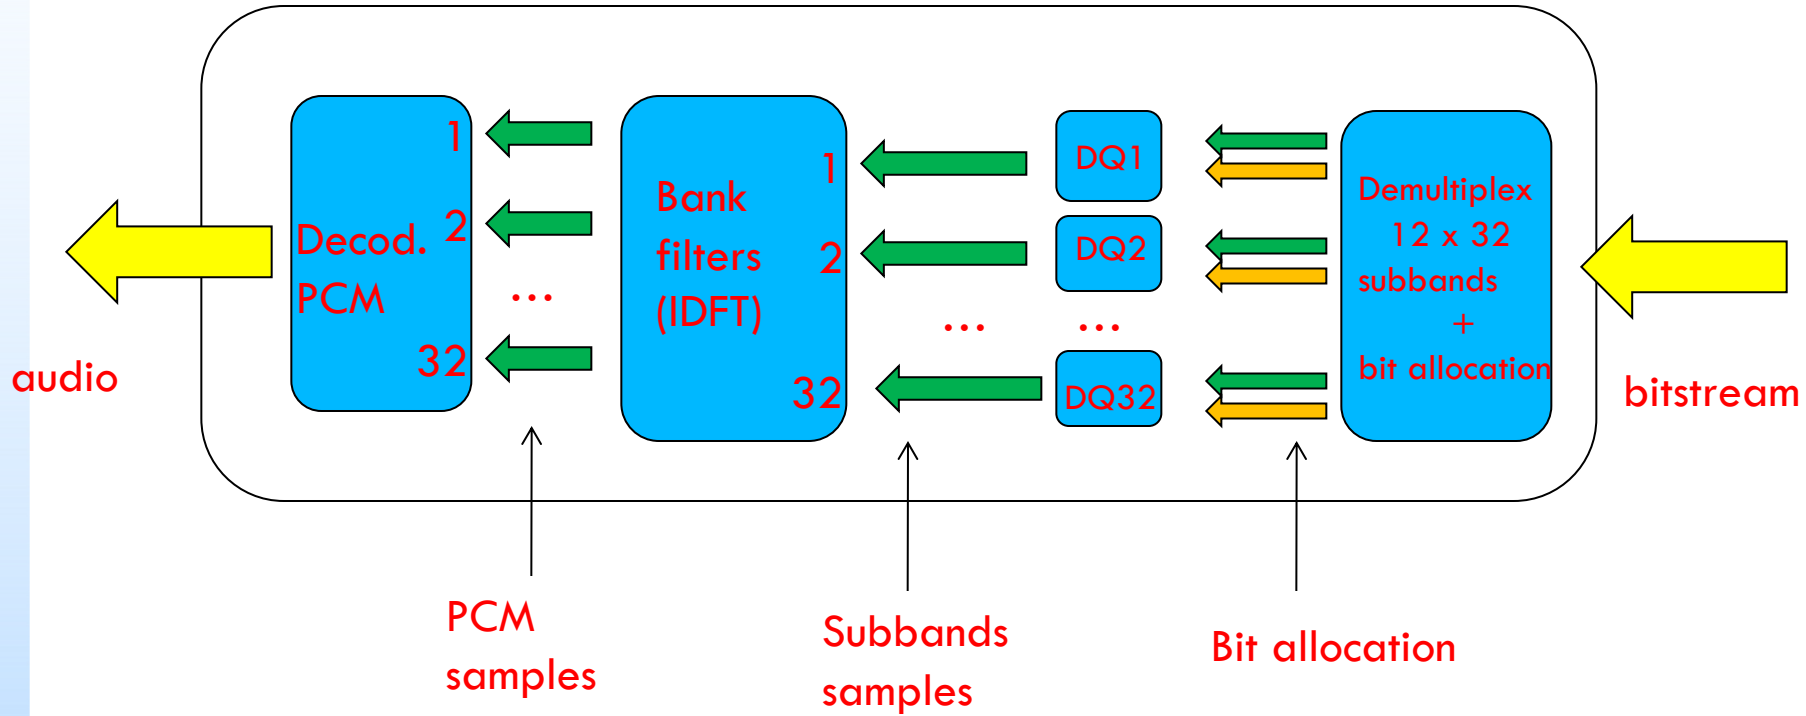 audio
Decod.
PCM
1
2
32
...
Bank
filters
(IDFT)
1
2
32
...
DQ1
DQ2
...
DQ32
Demultiplex
12 x 32
subbands
+
bit allocation
bitstream
PCM
samples
Subbands
samples
Bit allocation